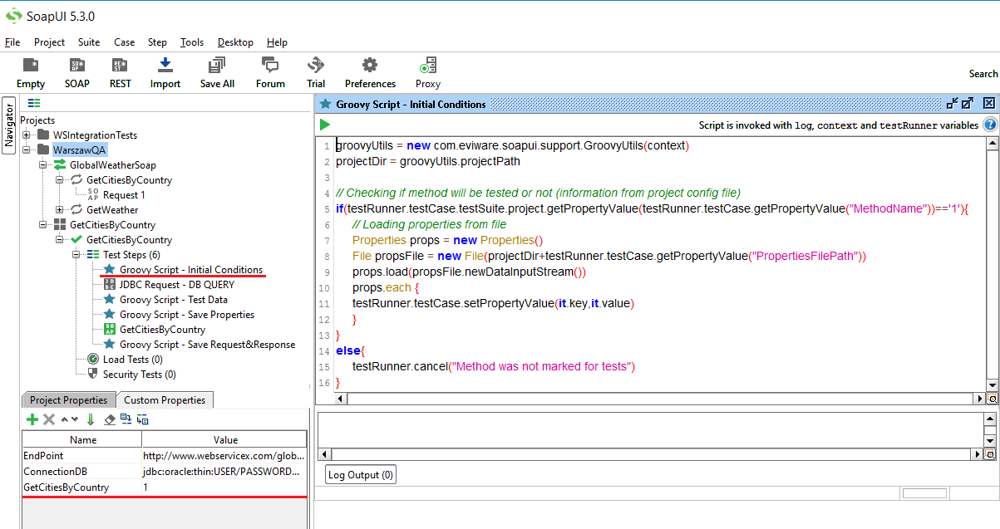 SoapUI 5.3.0
File Project Suite Case Step Tools Desktop Help
Empty SOAP REST Import Save All Forum Trial Preferences Proxy
Search
Navigator
Projects
WSIntegrationTests
WarszawQA
GlobalWeatherSoap
GetCitiesByCountry
Request 1
GetWeather
GetCitiesByCountry
GetCitiesByCountry
Test Steps (6)
Groovy Script - Initial Conditions
JDBC Request - DB QUERY
Groovy Script - Test Data
Groovy Script - Save Properties
GetCitiesByCountry
Groovy Script - Save Request&Response
Load Tests (0)
Security Tests (0)
Project Properties Custom Properties
Name Value
EndPoint http://www.webservicex.com/glob...
ConnectionDB jdbc:oracle:thin:USER/PASSWORD...
GetCitiesByCountry 1
Groovy Script - Initial Conditions
Script is invoked with log, context and testRunner variables
1 groovyUtils = new com.eviware.soapui.support.GroovyUtils(context)
2 projectDir = groovyUtils.projectPath
3
4 // Checking if method will be tested or not (information from project config file)
5 if(testRunner.testCase.testSuite.project.getPropertyValue(testRunner.testCase.getPropertyValue("MethodName"))=='1'){
6 // Loading properties from file
7 Properties props = new Properties()
8 File propsFile = new File(projectDir+testRunner.testCase.getPropertyValue("PropertiesFilePath"))
9 props.load(propsFile.newDataInputStream())
10 props.each {
11 testRunner.testCase.setPropertyValue(it.key,it.value)
12 }
13 }
14 else{
15 testRunner.cancel("Method was not marked for tests")
16 }
Log Output (0)